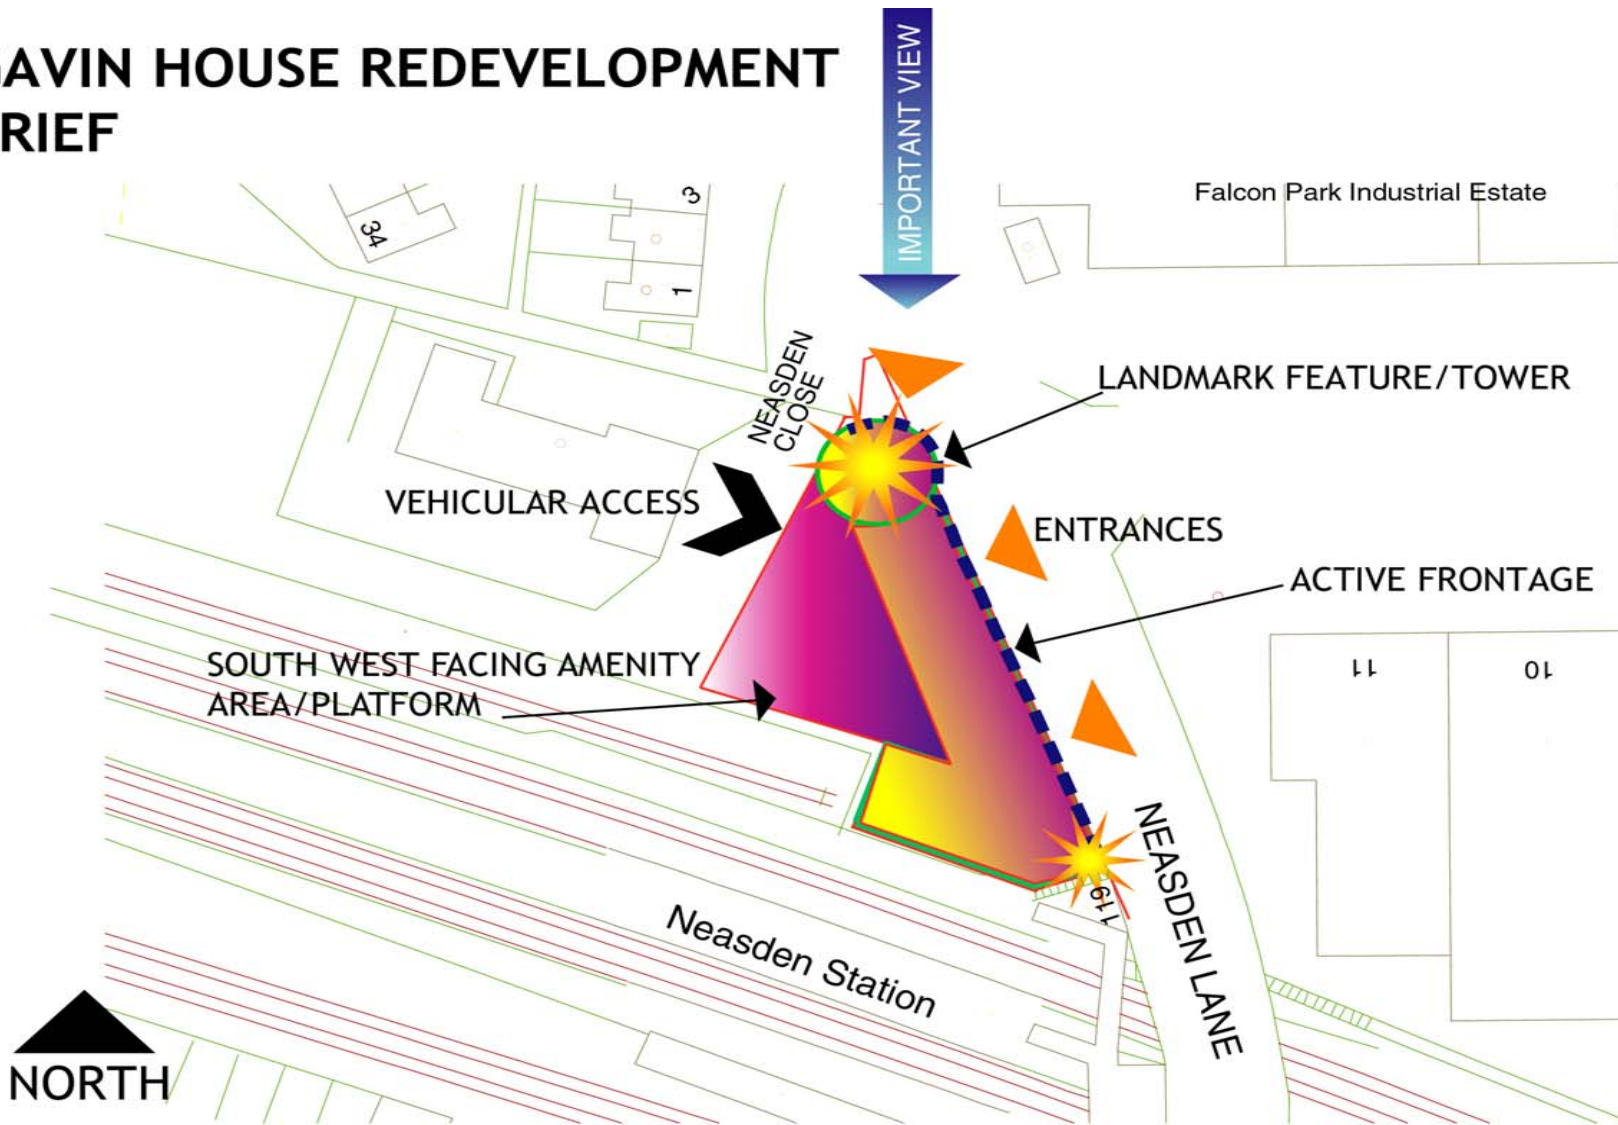 GAVIN HOUSE REDEVELOPMENT
RIEF
IMPORTANT VIEW
Falcon Park Industrial Estate
34
3
1
NEASDEN
CLOSE
LANDMARK FEATURE/TOWER
VEHICULAR ACCESS
ENTRANCES
ACTIVE FRONTAGE
SOUTH WEST FACING AMENITY
AREA/PLATFORM
11
10
119
NEASDEN LANE
Neasden Station
NORTH